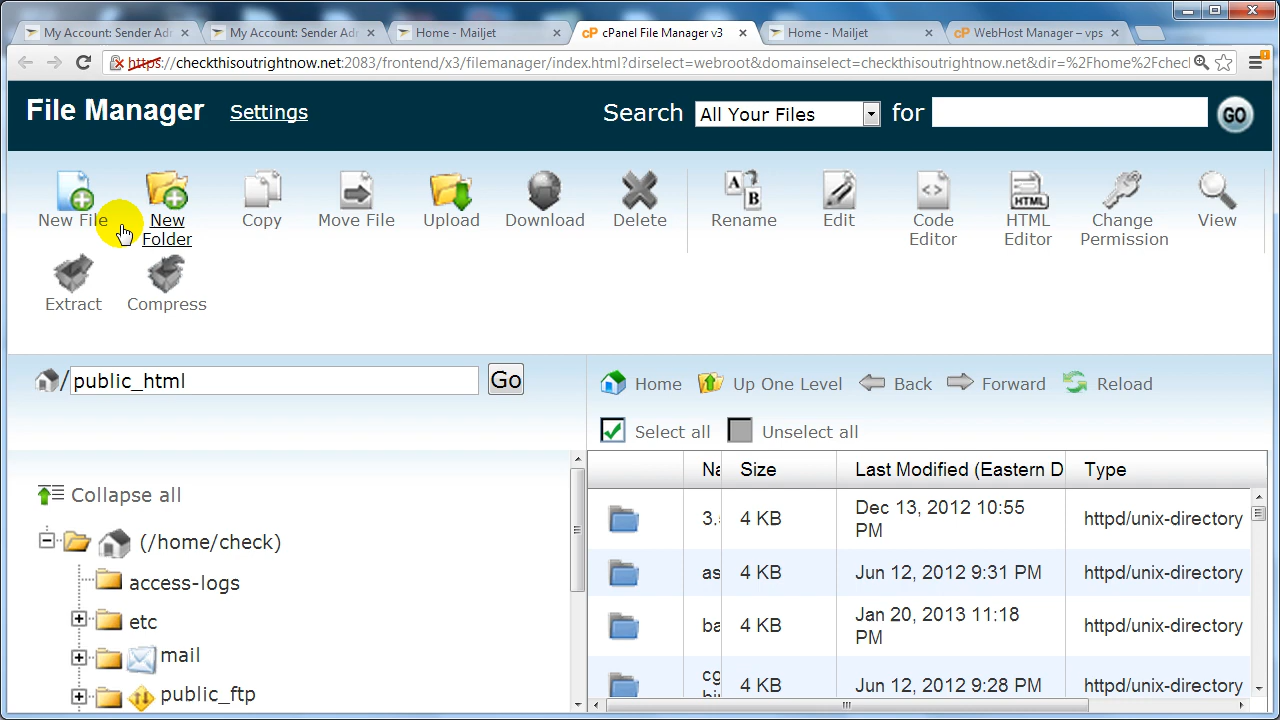 My Account: Sender Adr
My Account: Sender Adr
Home - Mailjet
cPanel File Manager v3
Home - Mailjet
WebHost Manager – vps
https://checkthisoutrightnow.net:2083/frontend/x3/filemanager/index.html?dirselect=webroot&domainselect=checkthisoutrightnow.net&dir=%2Fhome%2Fchecl
File Manager Settings Search All Your Files for GO
New File
New
Folder
Copy
Move File
Upload
Download
Delete
Rename
Edit
Code
Editor
HTML
HTML
Editor
Change
Permission
View
Extract
Compress
/ public_html Go
Home Up One Level Back Forward Reload
Select all Unselect all
Collapse all
(/home/check)
access-logs
etc
mail
public_ftp
Na Size Last Modified (Eastern D Type
3. 4 KB Dec 13, 2012 10:55
PM httpd/unix-directory
as 4 KB Jun 12, 2012 9:31 PM httpd/unix-directory
ba 4 KB Jan 20, 2013 11:18
PM httpd/unix-directory
cg 4 KB Jun 12, 2012 9:28 PM httpd/unix-directory